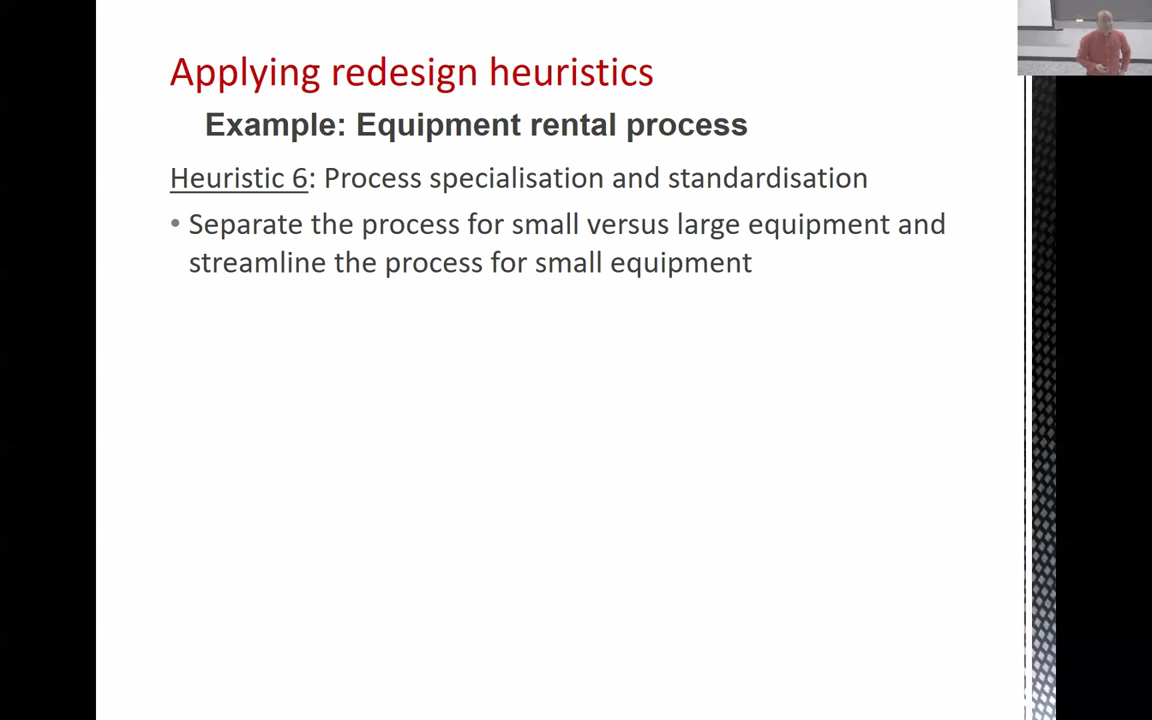 Applying redesign heuristics
Example: Equipment rental process
Heuristic 6: Process specialisation and standardisation
• Separate the process for small versus large equipment and
streamline the process for small equipment